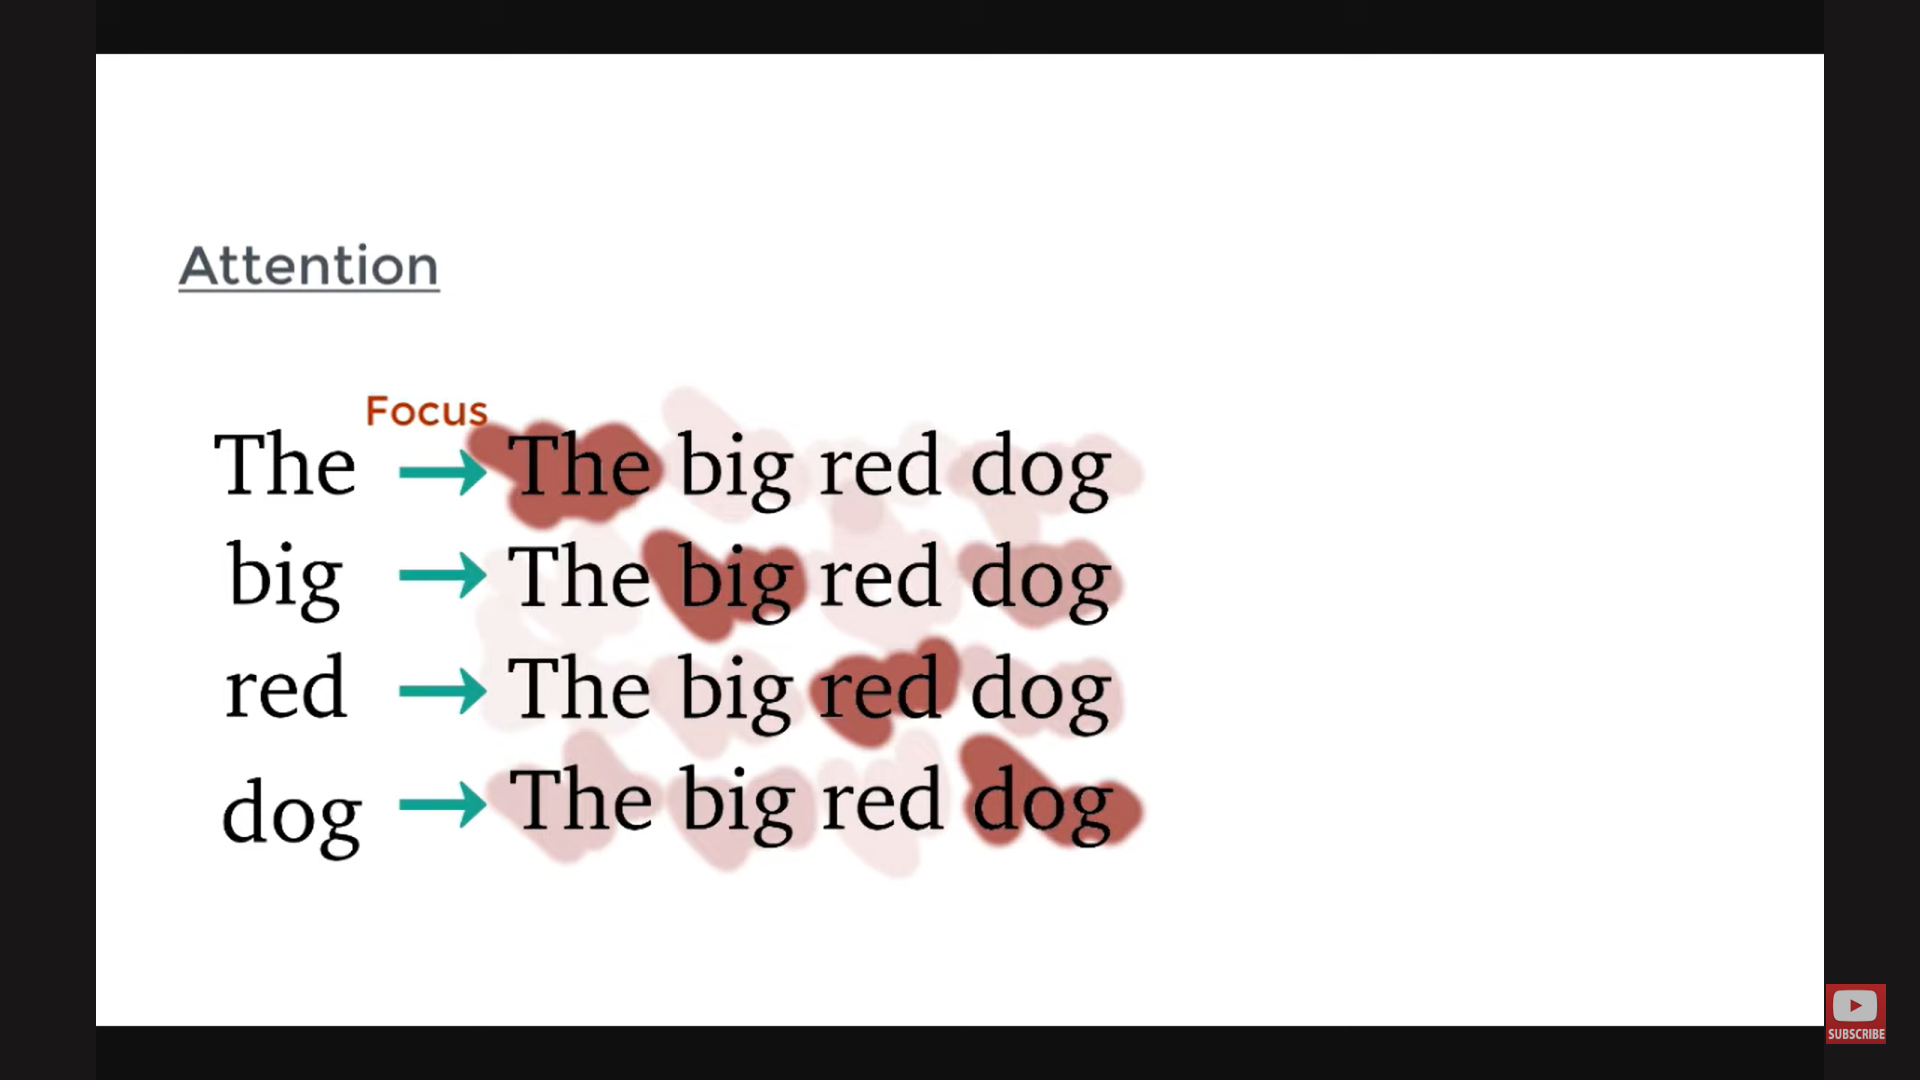 Attention
Focus
The → The big red dog
big → The big red dog
red → The big red dog
dog → The big red dog
SUBSCRIBE